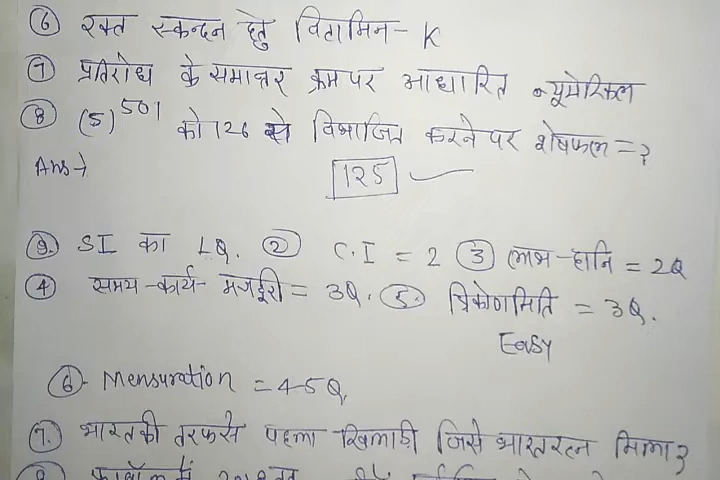 ⑥ रक्त स्कन्दन हेतु विटामिन - K
⑦ प्रतिरोध के समान्तर क्रम पर आधारित न्यूमेरिकल
⑧ (5)^501 को 126 से विभाजित करने पर शेषफल = ?
Ans → 125
⑨. SI का 1Q. ② C.I = 2 ③ लाभ-हानि = 2Q
④ समय-कार्य-मजदूरी = 3Q. ⑤. त्रिकोणमिति = 3Q.
Easy
⑥. Mensuration = 4-5Q.
⑦. भारत की तरफ से पहला खिलाड़ी जिसे भारत रत्न मिला?